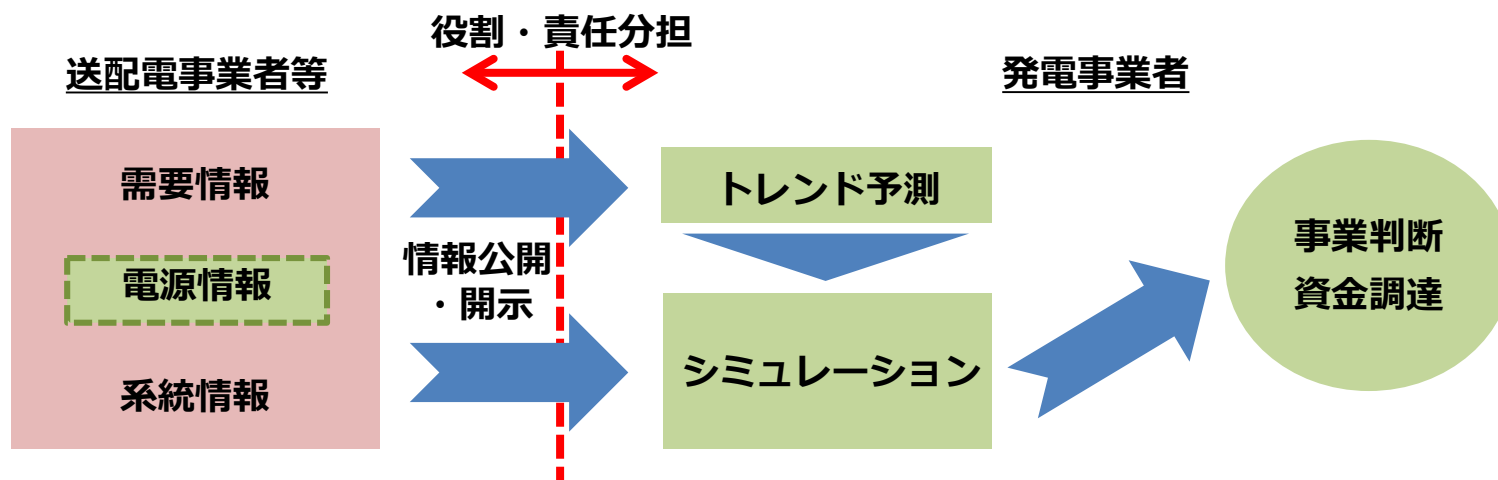 役割・責任分担
送配電事業者等
発電事業者
需要情報
電源情報
系統情報
情報公開
・開示
トレンド予測
シミュレーション
事業判断
資金調達